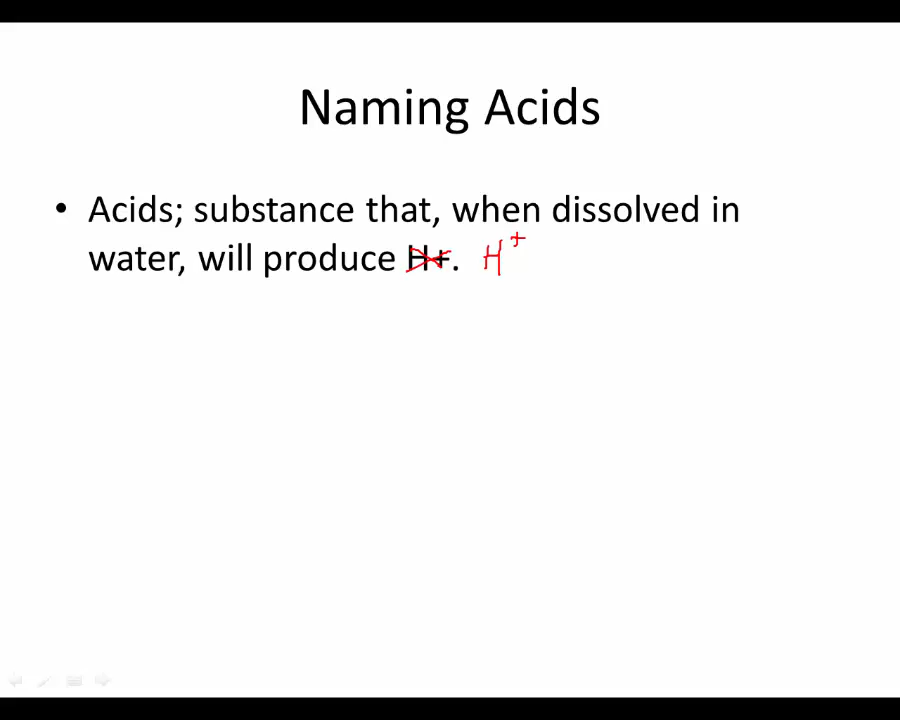 Naming Acids
• Acids; substance that, when dissolved in
water, will produce H+. H⁺